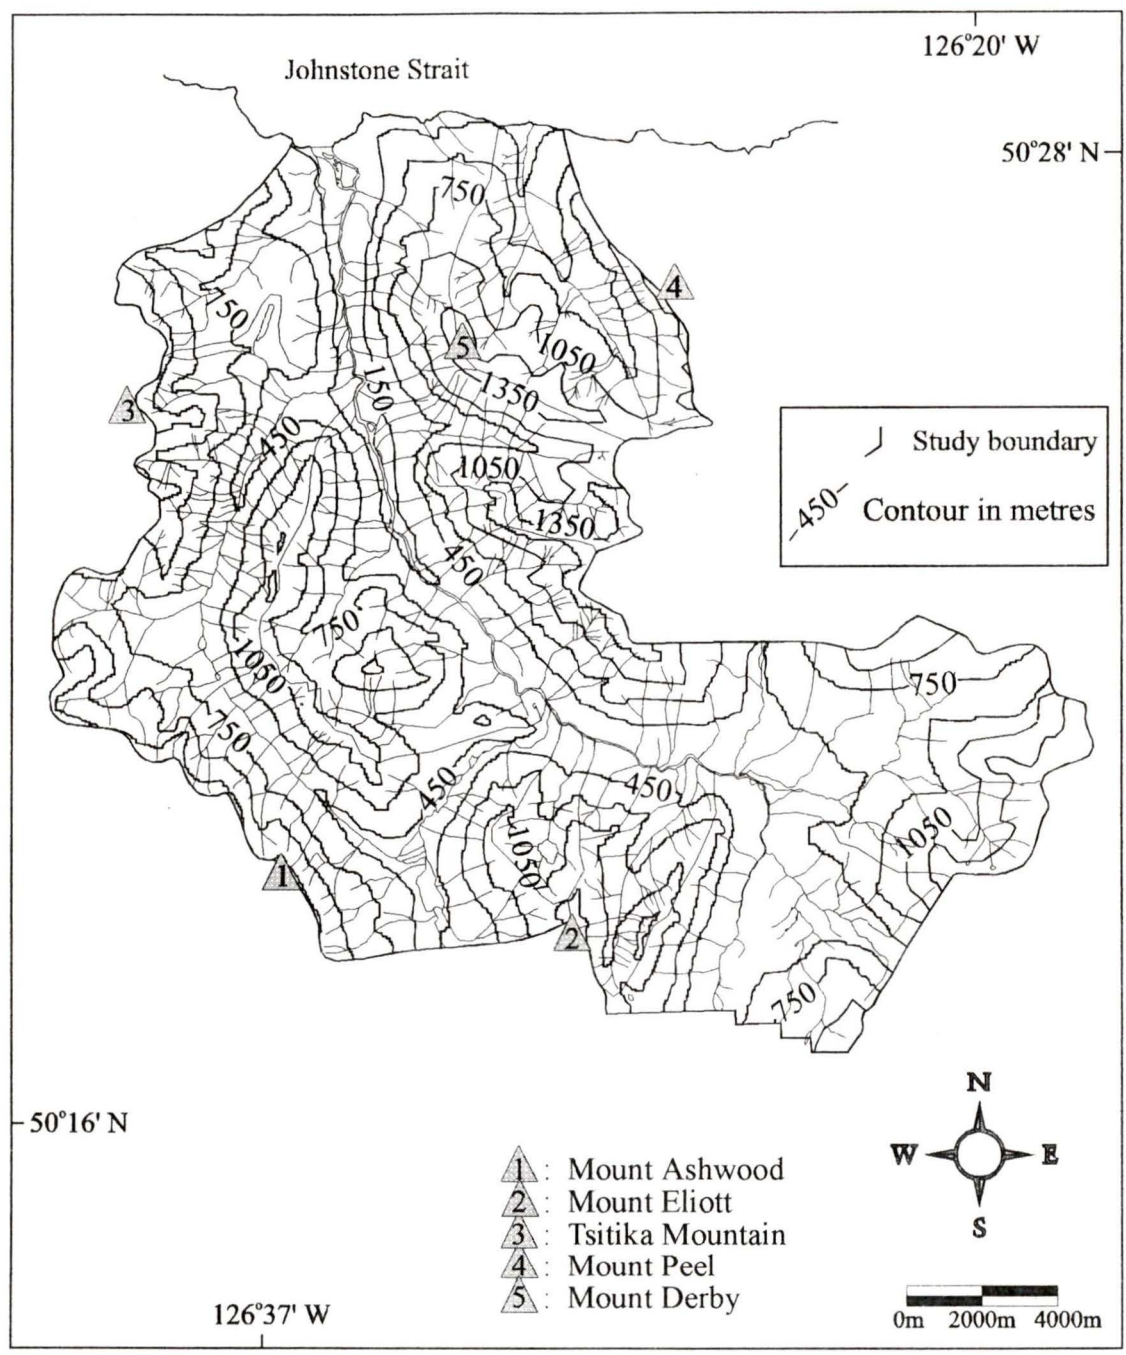 126°20' W
Johnstone Strait
50°28' N
750
4
150
5
1050
1350
150
3
450
Study boundary
1050
-450-
Contour in metres
1350
450
750
1050
750
750
450
450
1050
1050
1
2
750
N
50°16' N
W
E
1 : Mount Ashwood
2 : Mount Eliott
S
3 : Tsitika Mountain
4 : Mount Peel
5 : Mount Derby
126°37' W
0m 2000m 4000m